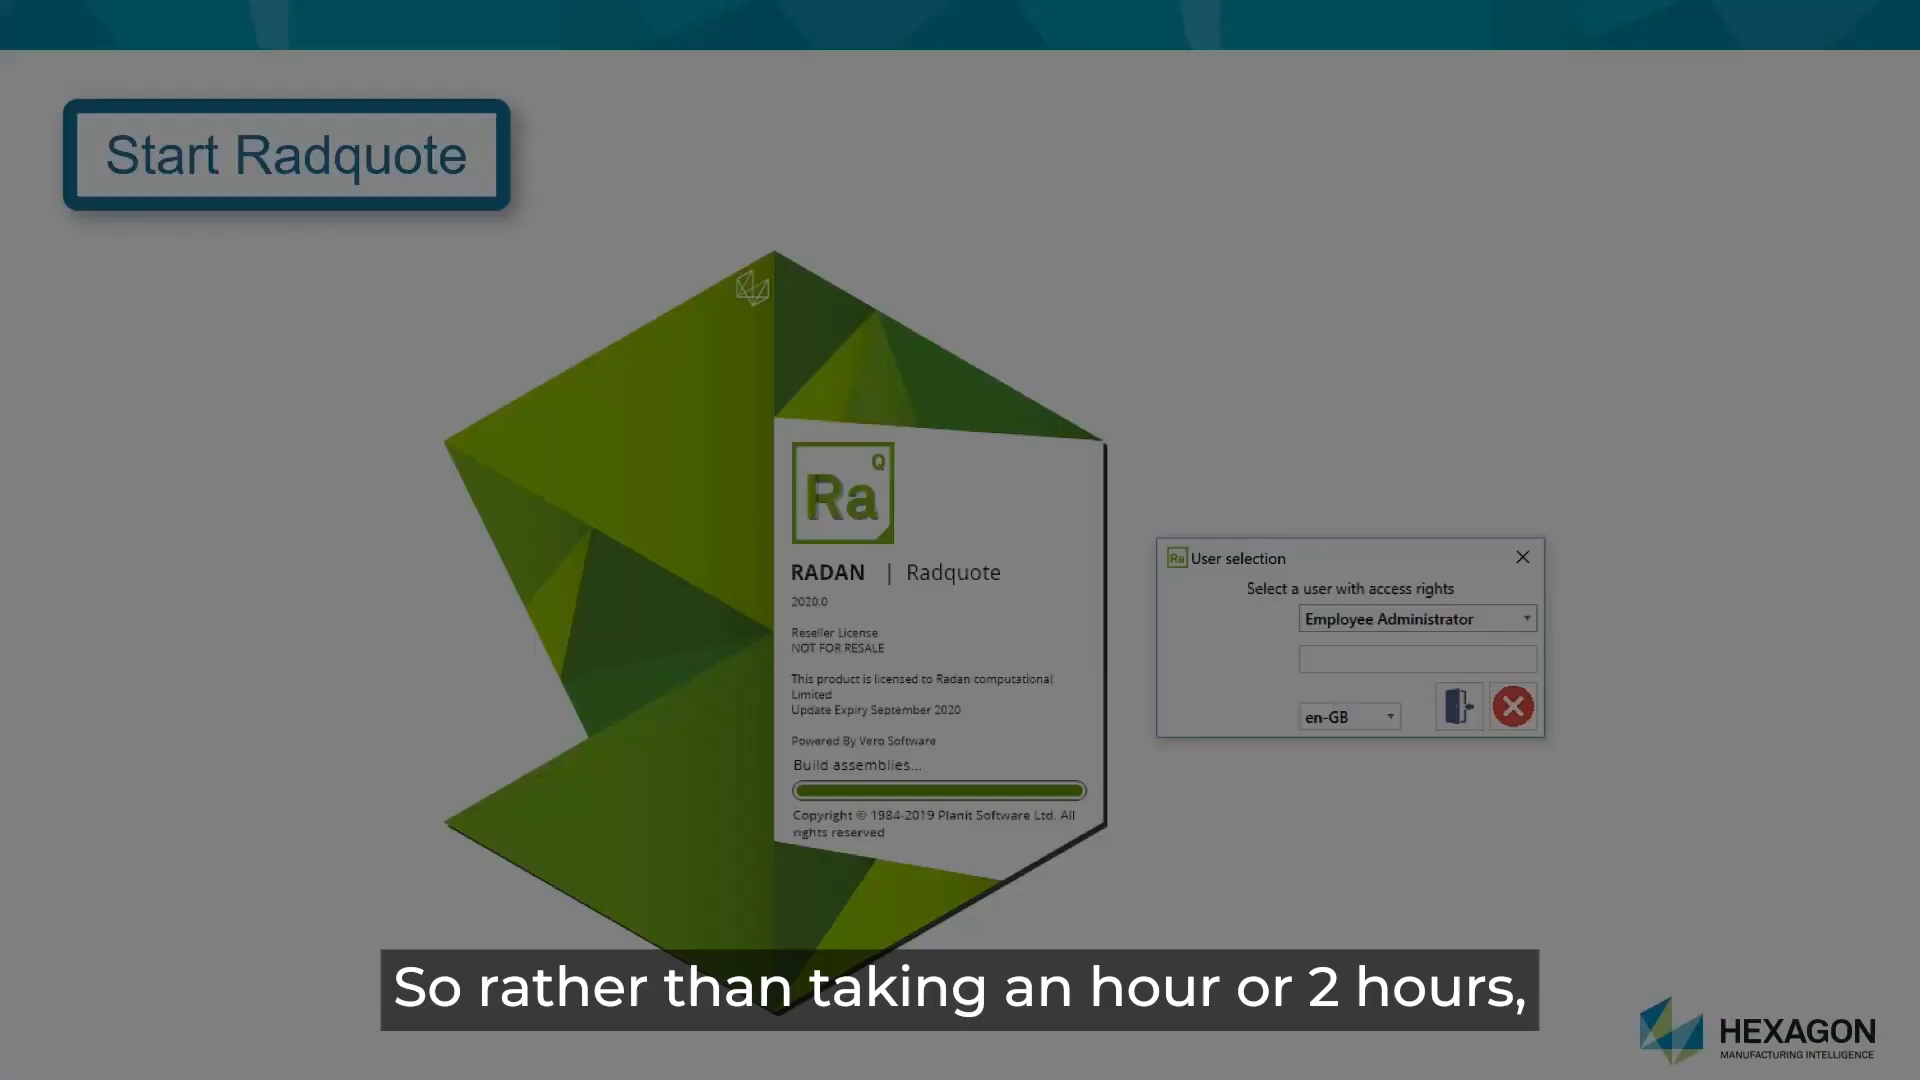 Start Radquote
Q
Ra
RADAN | Radquote
2020.0
Reseller License
NOT FOR RESALE
This product is licensed to Radan computational
Limited
Update Expiry September 2020
Powered By Vero Software
Build assemblies...
Copyright © 1984-2019 Planit Software Ltd. All
rights reserved
Ra User selection
Select a user with access rights
Employee Administrator
en-GB
So rather than taking an hour or 2 hours,
HEXAGON
MANUFACTURING INTELLIGENCE